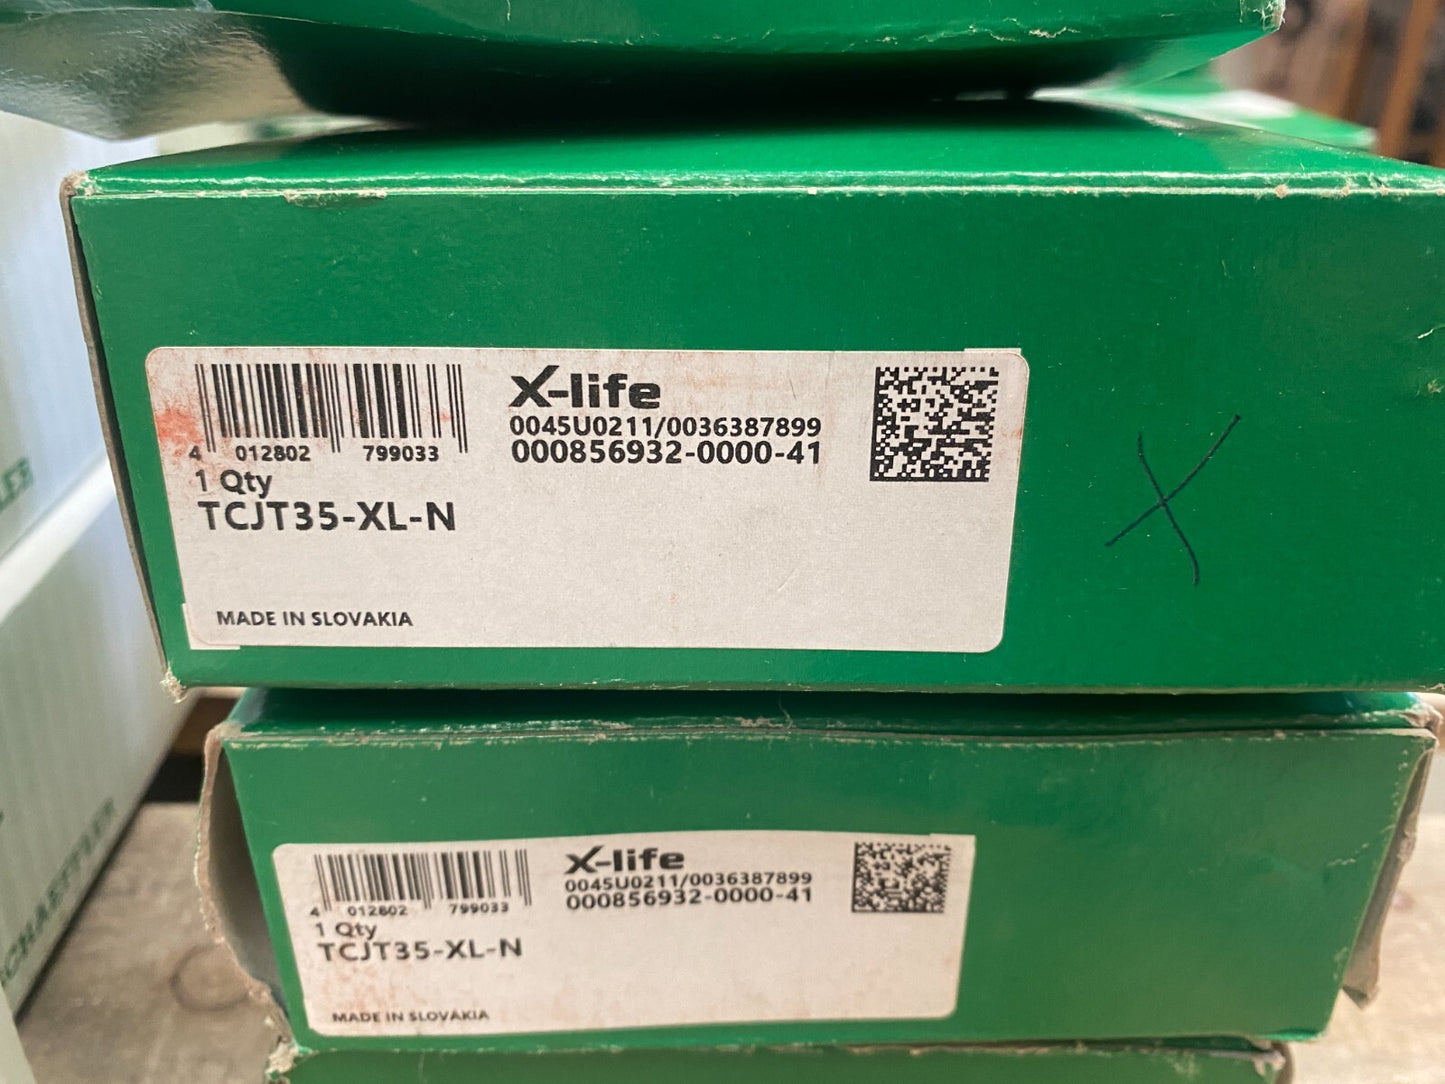 X-life
0045U0211/0036387899
000856932-0000-41
4 012802 799033
1 Qty
TCJT35-XL-N
MADE IN SLOVAKIA
X
X-life
0045U0211/0036387899
000856932-0000-41
4 012802 799033
1 Qty
TCJT35-XL-N
MADE IN SLOVAKIA